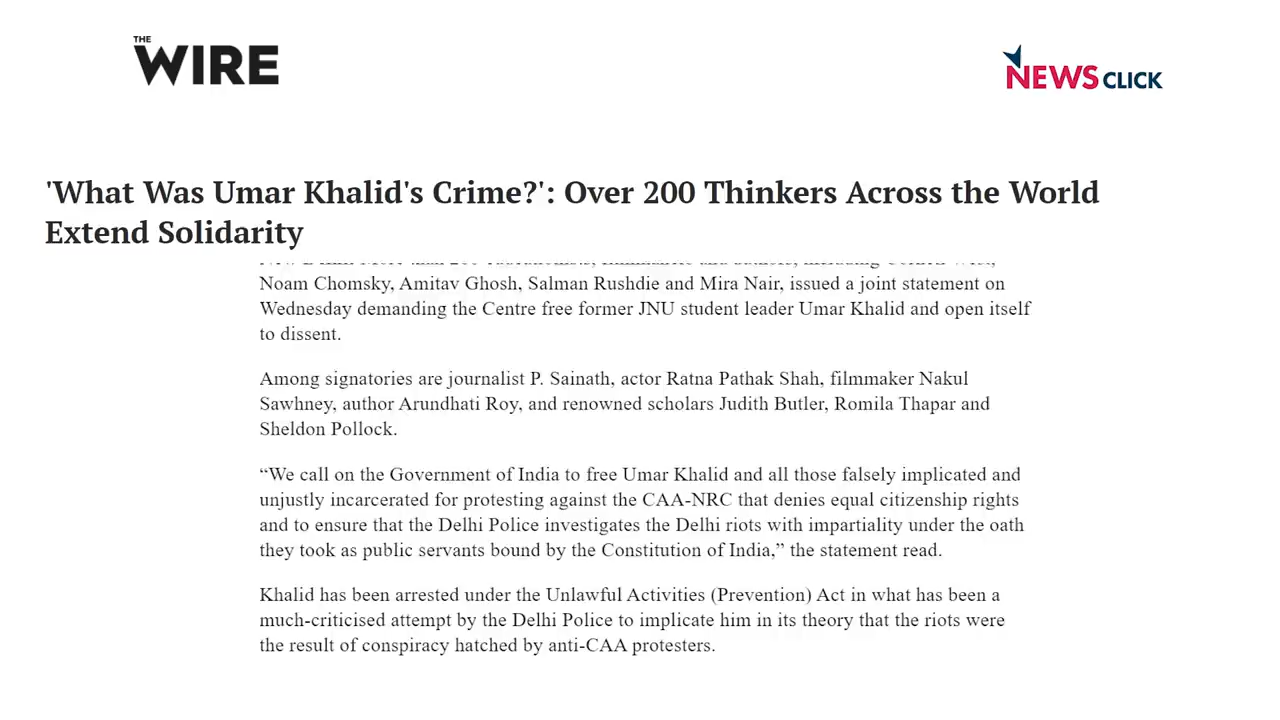 THE
WIRE
NEWSCLICK
'What Was Umar Khalid's Crime?': Over 200 Thinkers Across the World
Extend Solidarity
Noam Chomsky, Amitav Ghosh, Salman Rushdie and Mira Nair, issued a joint statement on
Wednesday demanding the Centre free former JNU student leader Umar Khalid and open itself
to dissent.
Among signatories are journalist P. Sainath, actor Ratna Pathak Shah, filmmaker Nakul
Sawhney, author Arundhati Roy, and renowned scholars Judith Butler, Romila Thapar and
Sheldon Pollock.
“We call on the Government of India to free Umar Khalid and all those falsely implicated and
unjustly incarcerated for protesting against the CAA-NRC that denies equal citizenship rights
and to ensure that the Delhi Police investigates the Delhi riots with impartiality under the oath
they took as public servants bound by the Constitution of India,” the statement read.
Khalid has been arrested under the Unlawful Activities (Prevention) Act in what has been a
much-criticised attempt by the Delhi Police to implicate him in its theory that the riots were
the result of conspiracy hatched by anti-CAA protesters.